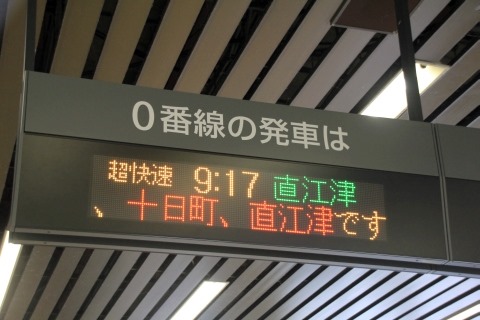 0番線の発車は
超快速 9:17 直江津
、十日町、直江津です